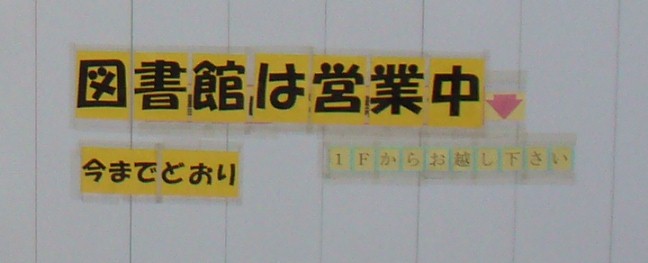 図書館は営業中
今までどおり
1Fからお越し下さい